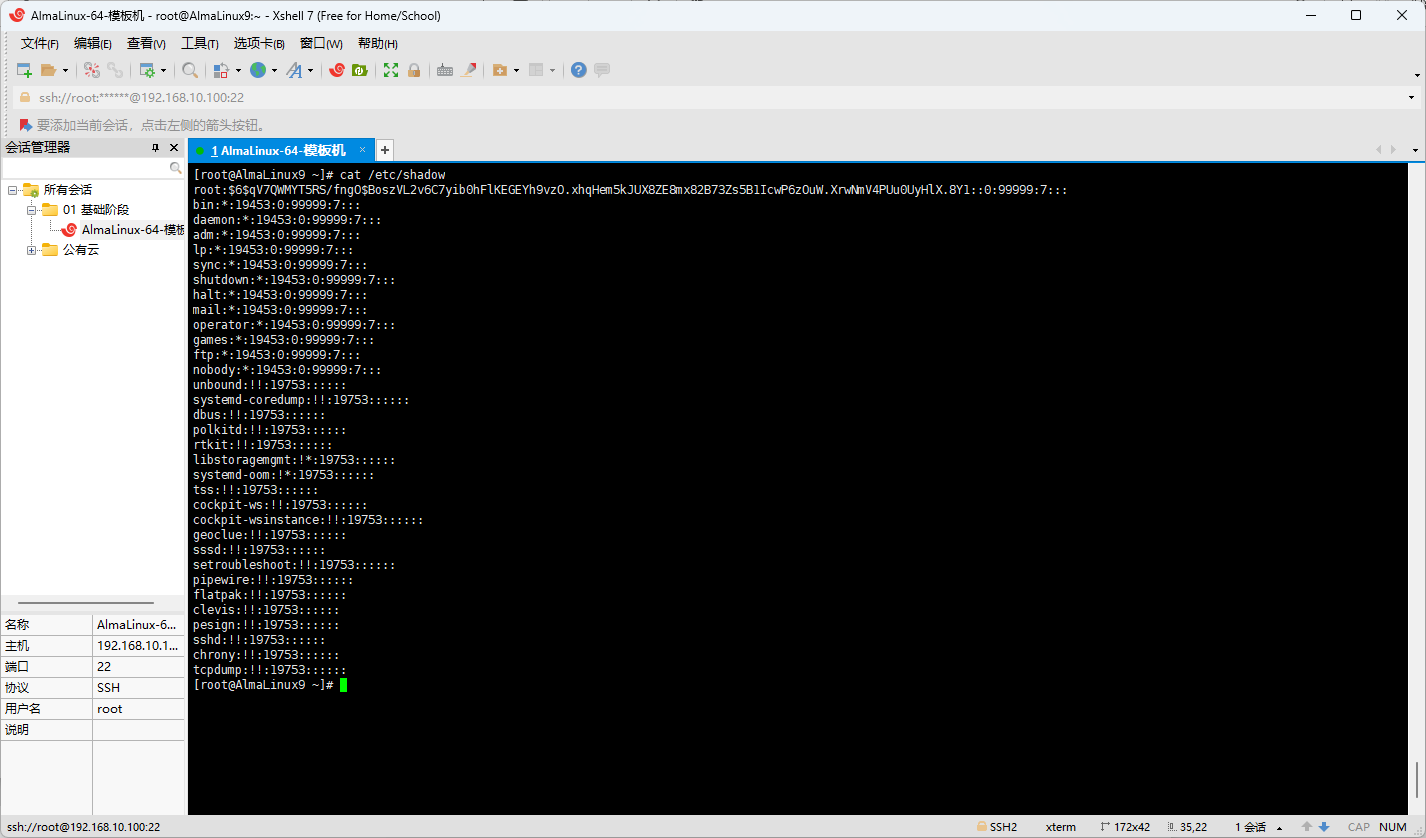 AlmaLinux-64-模板机 - root@AlmaLinux9:~ - Xshell 7 (Free for Home/School)
文件(F) 编辑(E) 查看(V) 工具(T) 选项卡(B) 窗口(W) 帮助(H)
ssh://root:******@192.168.10.100:22
要添加当前会话，点击左侧的箭头按钮。
会话管理器
所有会话
01 基础阶段
AlmaLinux-64-模板
公有云
名称 AlmaLinux-6...
主机 192.168.10.1...
端口 22
协议 SSH
用户名 root
说明
1 AlmaLinux-64-模板机
[root@AlmaLinux9 ~]# cat /etc/shadow
root:$6$qV7QWMYT5RS/fngO$BoszVL2v6C7yib0hFlKEGEYh9vzO.xhqHem5kJUX8ZE8mx82B73Zs5B1IcwP6zOuW.XrwNmV4PUu0UyHlX.8Y1::0:99999:7:::
bin:*:19453:0:99999:7:::
daemon:*:19453:0:99999:7:::
adm:*:19453:0:99999:7:::
lp:*:19453:0:99999:7:::
sync:*:19453:0:99999:7:::
shutdown:*:19453:0:99999:7:::
halt:*:19453:0:99999:7:::
mail:*:19453:0:99999:7:::
operator:*:19453:0:99999:7:::
games:*:19453:0:99999:7:::
ftp:*:19453:0:99999:7:::
nobody:*:19453:0:99999:7:::
unbound:!!:19753::::::
systemd-coredump:!!:19753::::::
dbus:!!:19753::::::
polkitd:!!:19753::::::
rtkit:!!:19753::::::
libstoragemgmt:!*:19753::::::
systemd-oom:!*:19753::::::
tss:!!:19753::::::
cockpit-ws:!!:19753::::::
cockpit-wsinstance:!!:19753::::::
geoclue:!!:19753::::::
sssd:!!:19753::::::
setroubleshoot:!!:19753::::::
pipewire:!!:19753::::::
flatpak:!!:19753::::::
clevis:!!:19753::::::
pesign:!!:19753::::::
sshd:!!:19753::::::
chrony:!!:19753::::::
tcpdump:!!:19753::::::
[root@AlmaLinux9 ~]#
ssh://root@192.168.10.100:22 SSH2 xterm 172x42 35,22 1 会话 CAP NUM